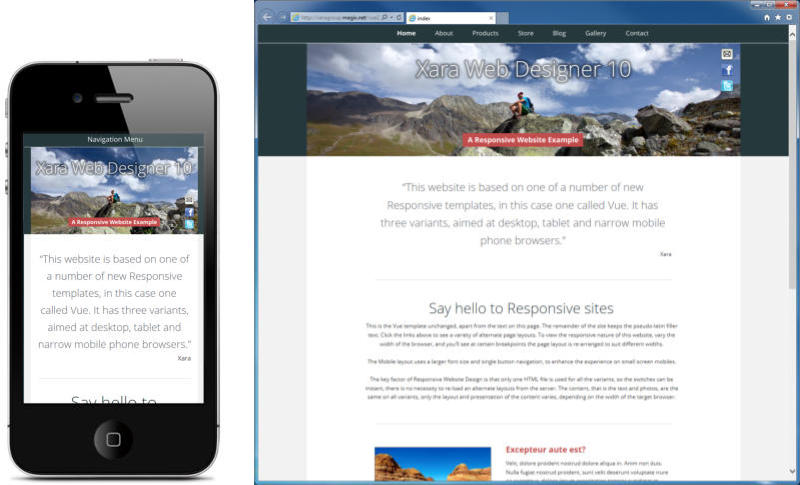 Navigation Menu
Xara Web Designer 10
A Responsive Website Example
“This website is based on one of
a number of new Responsive
templates, in this case one
called Vue. It has three variants,
aimed at desktop, tablet and
narrow mobile phone browsers.”
Xara
Say hello to
index
Home About Products Store Blog Gallery Contact
Xara Web Designer 10
A Responsive Website Example
“This website is based on one of a number of new
Responsive templates, in this case one called Vue. It has
three variants, aimed at desktop, tablet and narrow mobile
phone browsers.”
Xara
Say hello to Responsive sites
This is the Vue template unchanged, apart from the text on this page. The remainder of the site keeps the pseudo latin filler
text. Click the links above to see a variety of alternate page layouts. To view the responsive nature of this website, vary the
width of the browser, and you'll see at certain breakpoints the page layout is re-arranged to suit different widths.
The Mobile layout uses a larger font size and single button navigation, to enhance the experience on small screen mobiles.
The key factor of Responsive Website Design is that only one HTML file is used for all the variants, so the switches can be
instant, there is no necessity to re-load an alternate layouts from the server. The content, that is the text and photos, are the
same on all variants, only the layout and presentation of the content varies, depending on the width of the target browser.
Excepteur aute est?
Velit, dolore proident nostrud dolore aliqua in. Anim non duis.
Nulla fugiat nostrud proident, sunt velit deserunt voluptate irure